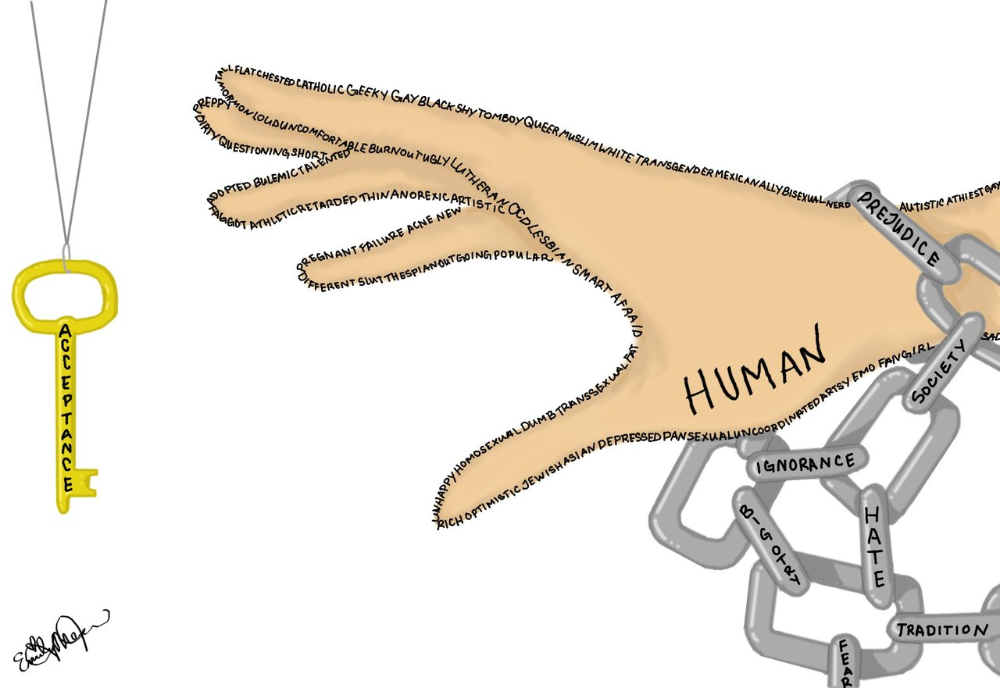 TALL FLAT CHESTED CATHOLIC GEEKY GAY BLACK SHY TOMBOY QUEER MUSLIM WHITE TRANSGENDER MEXICAN ALLY BISEXUAL NERD
AUTISTIC ATHIEST GAY
MORMON LOUD UNCOMFORTABLE BURNOUT UGLY LUTHERAN OCD LESBIAN SMART AFRAID
PREPPY
DIRTY QUESTIONING SHORT
ADOPTED BULEMIC TALENTED
FAGGOT ATHLETIC RETARDED THIN ANOREXIC ARTISTIC
PREGNANT FAILURE ACNE NEW
DIFFERENT SLUT THESPIAN OUTGOING POPULAR
UNHAPPY HOMOSEXUAL DUMB TRANSSEXUAL FAT
RICH OPTIMISTIC JEWISH ASIAN DEPRESSED PANSEXUAL UNCOORDINATED ARTSY EMO FANGIRL
SAD
HUMAN
ACCEPTANCE
PREJUDICE
SOCIETY
IGNORANCE
BIGOTRY
HATE
TRADITION
FEAR